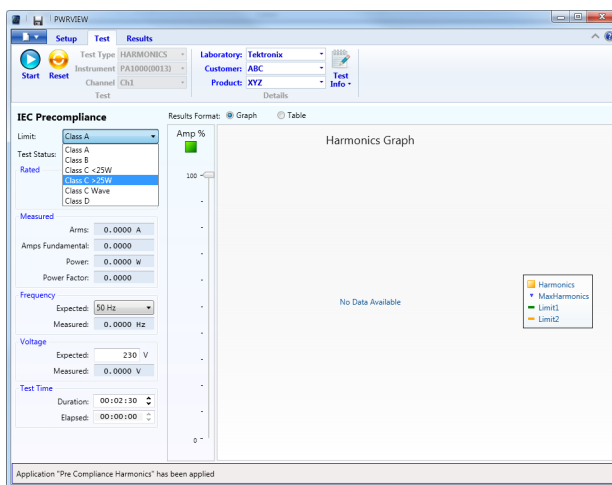 PWRVIEW
Setup Test Results
Start
Reset
Test Type HARMONICS
Instrument PA1000(0013)
Channel Ch1
Test
Laboratory: Tektronix
Customer: ABC
Product: XYZ
Test Info
Details
IEC Precompliance
Results Format: Graph Table
Limit: Class A
Class A
Class B
Class C <25W
Class C >25W
Class C Wave
Class D
Test Status:
Rated
Measured
Arms: 0.0000 A
Amps Fundamental: 0.0000
Power: 0.0000 W
Power Factor: 0.0000
Frequency
Expected: 50 Hz
Measured: 0.0000 Hz
Voltage
Expected: 230 V
Measured: 0.0000 V
Test Time
Duration: 00:02:30
Elapsed: 00:00:00
Amp %
100
0
Harmonics Graph
No Data Available
Harmonics
MaxHarmonics
Limit1
Limit2
Application "Pre Compliance Harmonics" has been applied